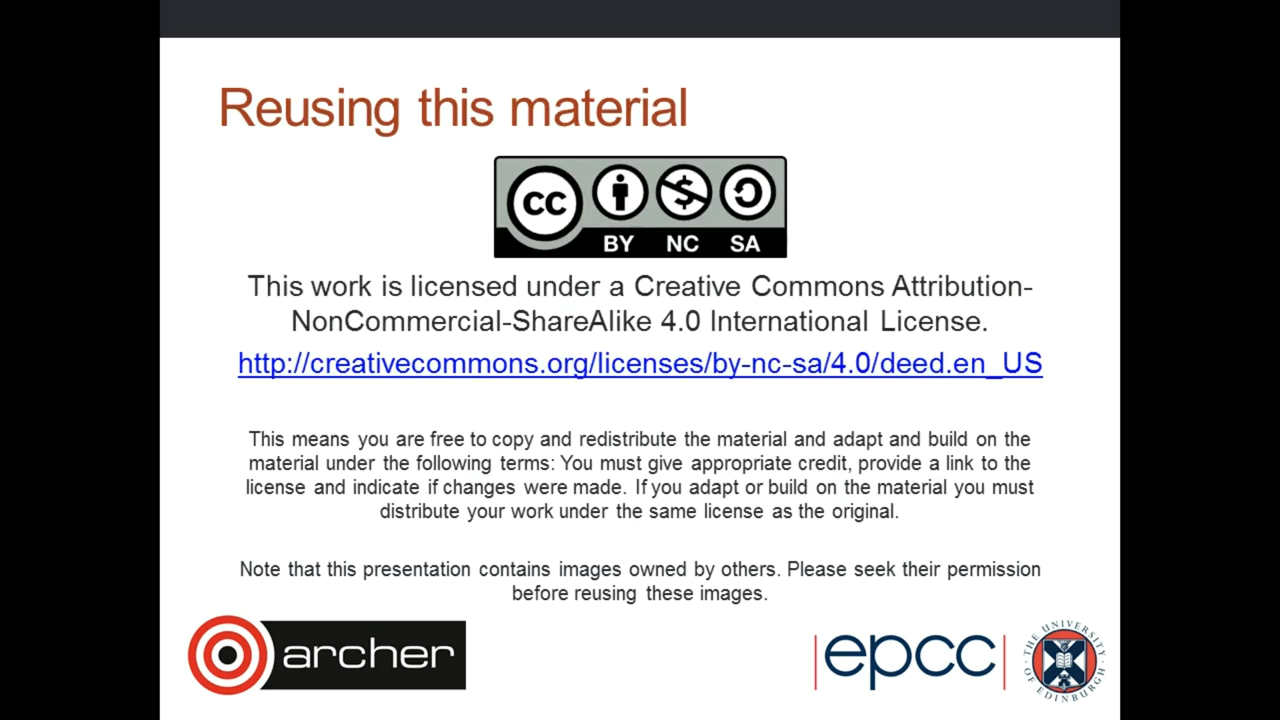 Reusing this material
CC
BY NC SA
This work is licensed under a Creative Commons Attribution-
NonCommercial-ShareAlike 4.0 International License.
http://creativecommons.org/licenses/by-nc-sa/4.0/deed.en_US
This means you are free to copy and redistribute the material and adapt and build on the
material under the following terms: You must give appropriate credit, provide a link to the
license and indicate if changes were made. If you adapt or build on the material you must
distribute your work under the same license as the original.
Note that this presentation contains images owned by others. Please seek their permission
before reusing these images.
archer
epcc
THE UNIVERSITY
OF EDINBURGH